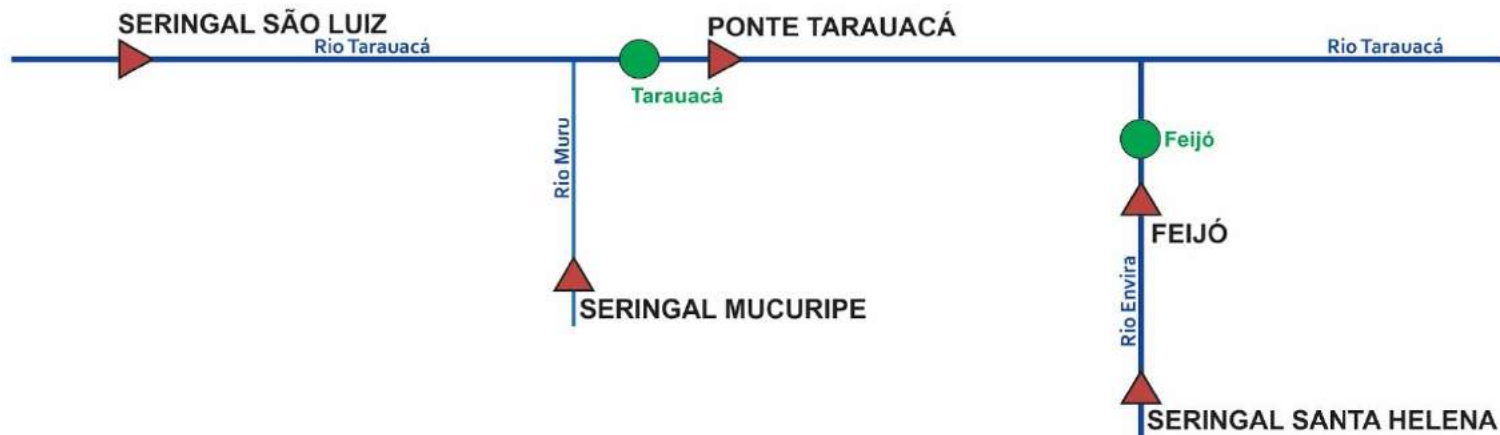 SERINGAL SÃO LUIZ
PONTE TARAUACÁ
Rio Tarauacá
Rio Tarauacá
Tarauacá
Rio Muru
Feijó
FEIJÓ
Rio Envira
SERINGAL MUCURIPE
SERINGAL SANTA HELENA